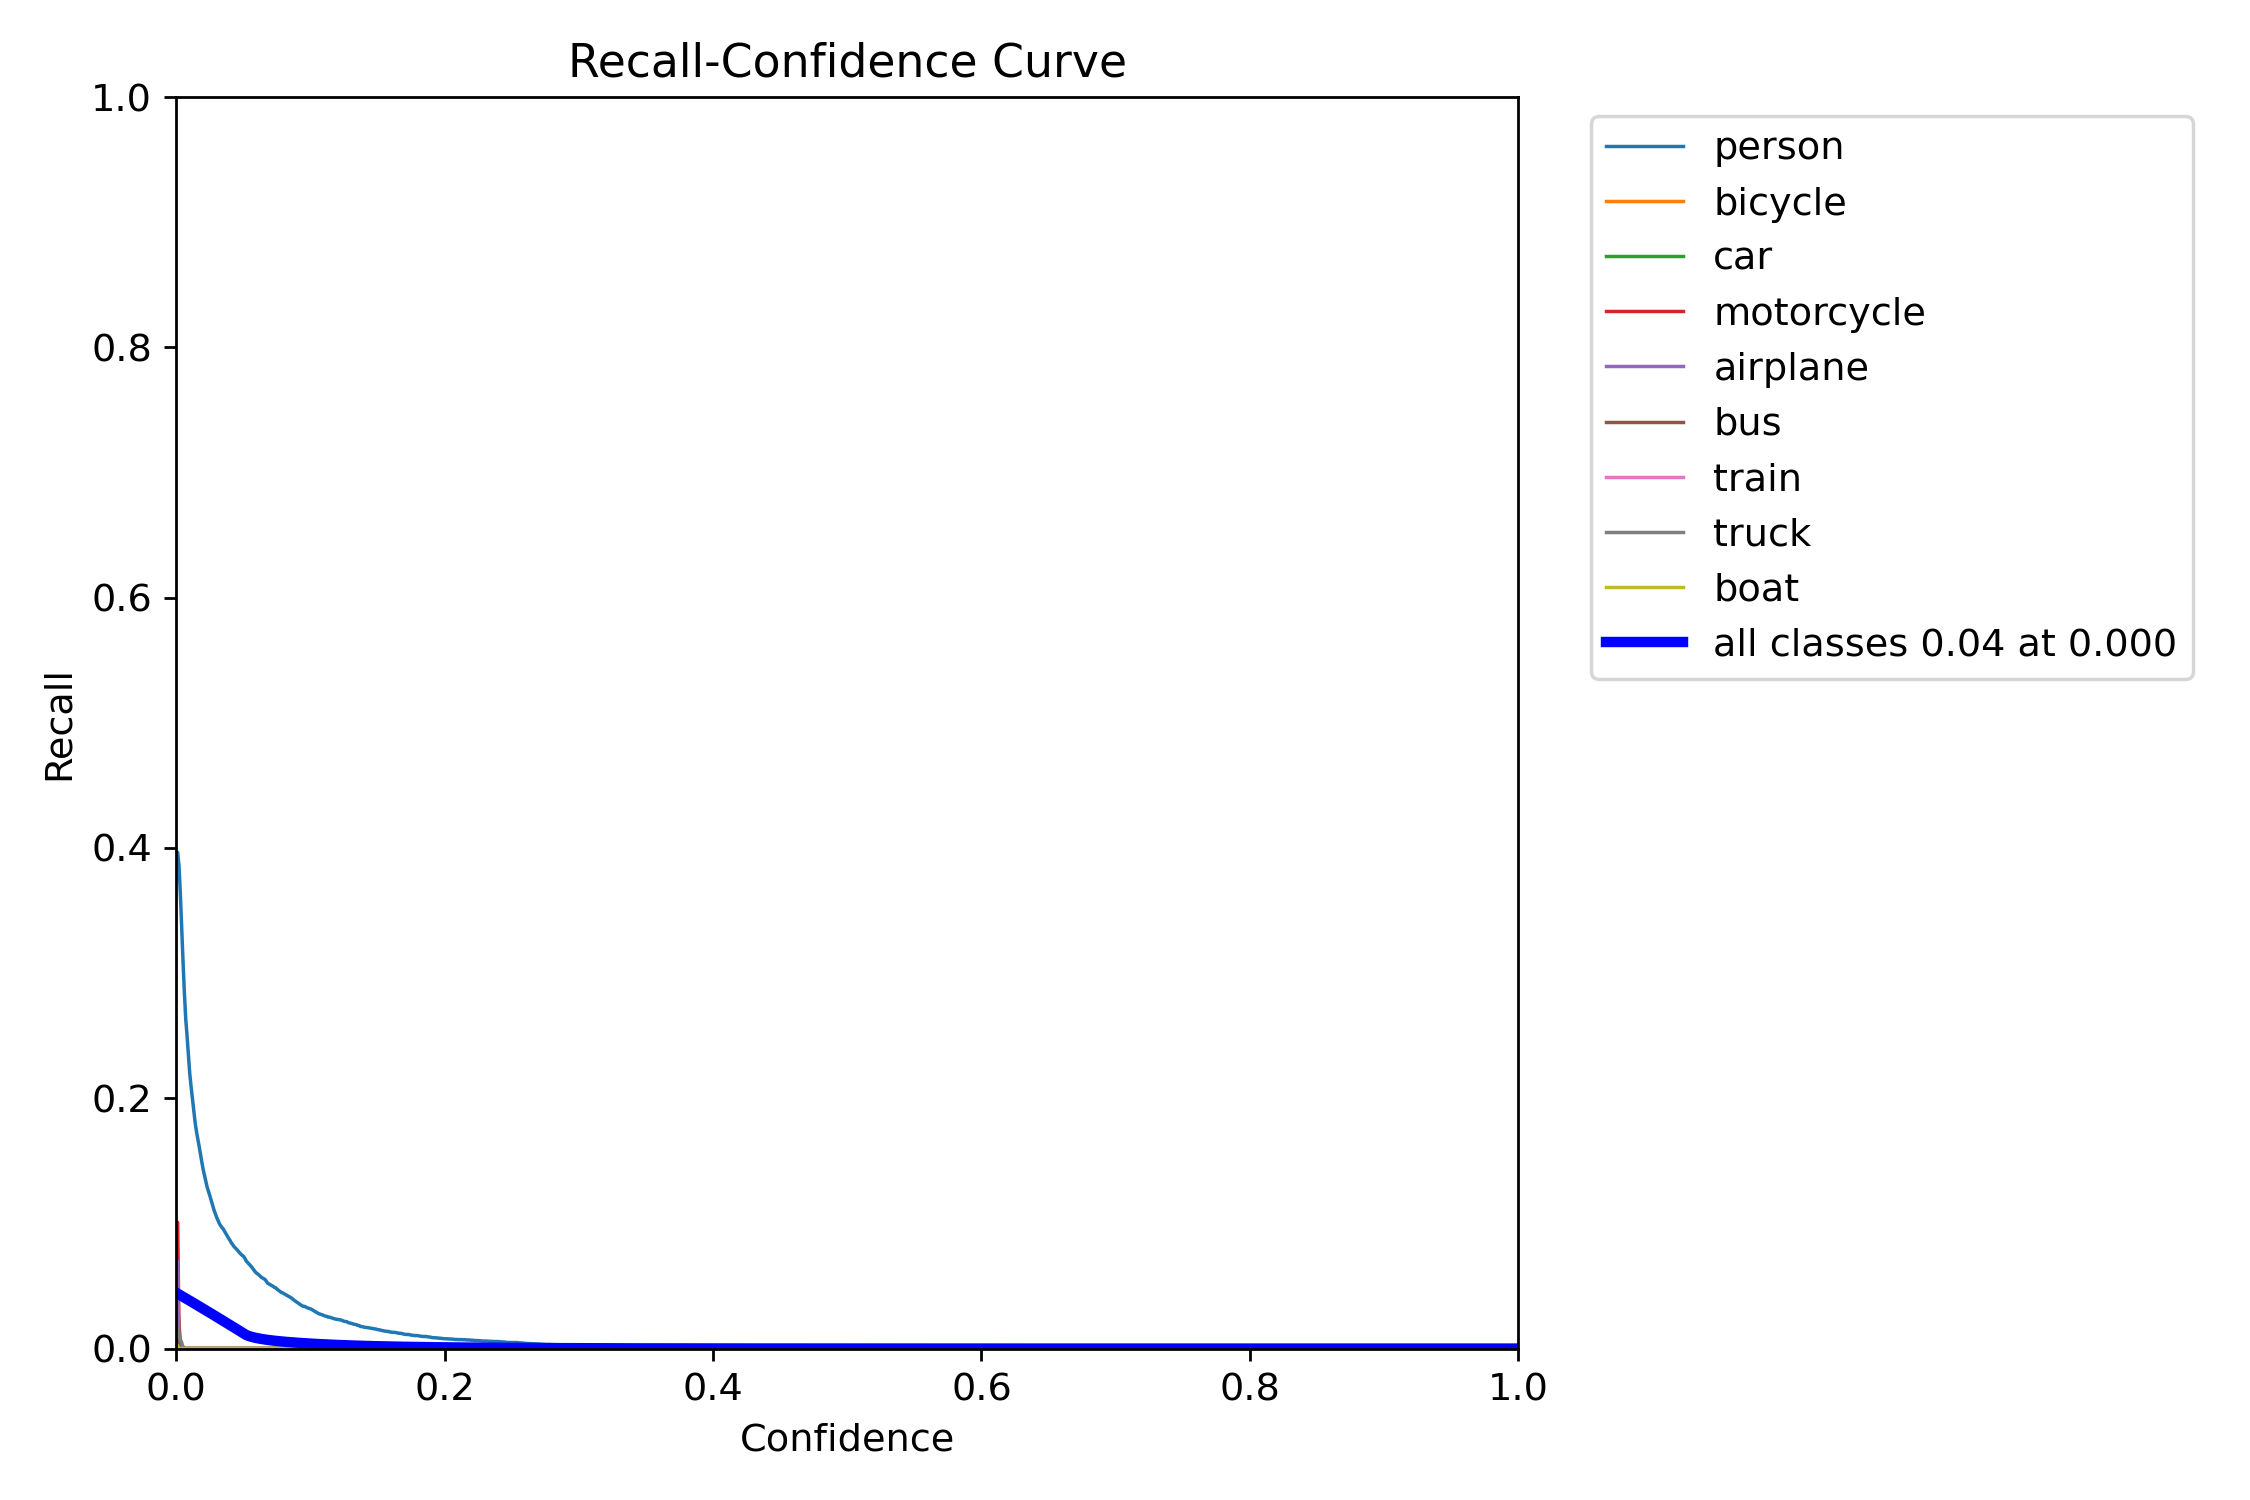 Recall-Confidence Curve
1.0
0.8
0.6
0.4
0.2
0.0
Recall
0.0 0.2 0.4 0.6 0.8 1.0
Confidence
person
bicycle
car
motorcycle
airplane
bus
train
truck
boat
all classes 0.04 at 0.000